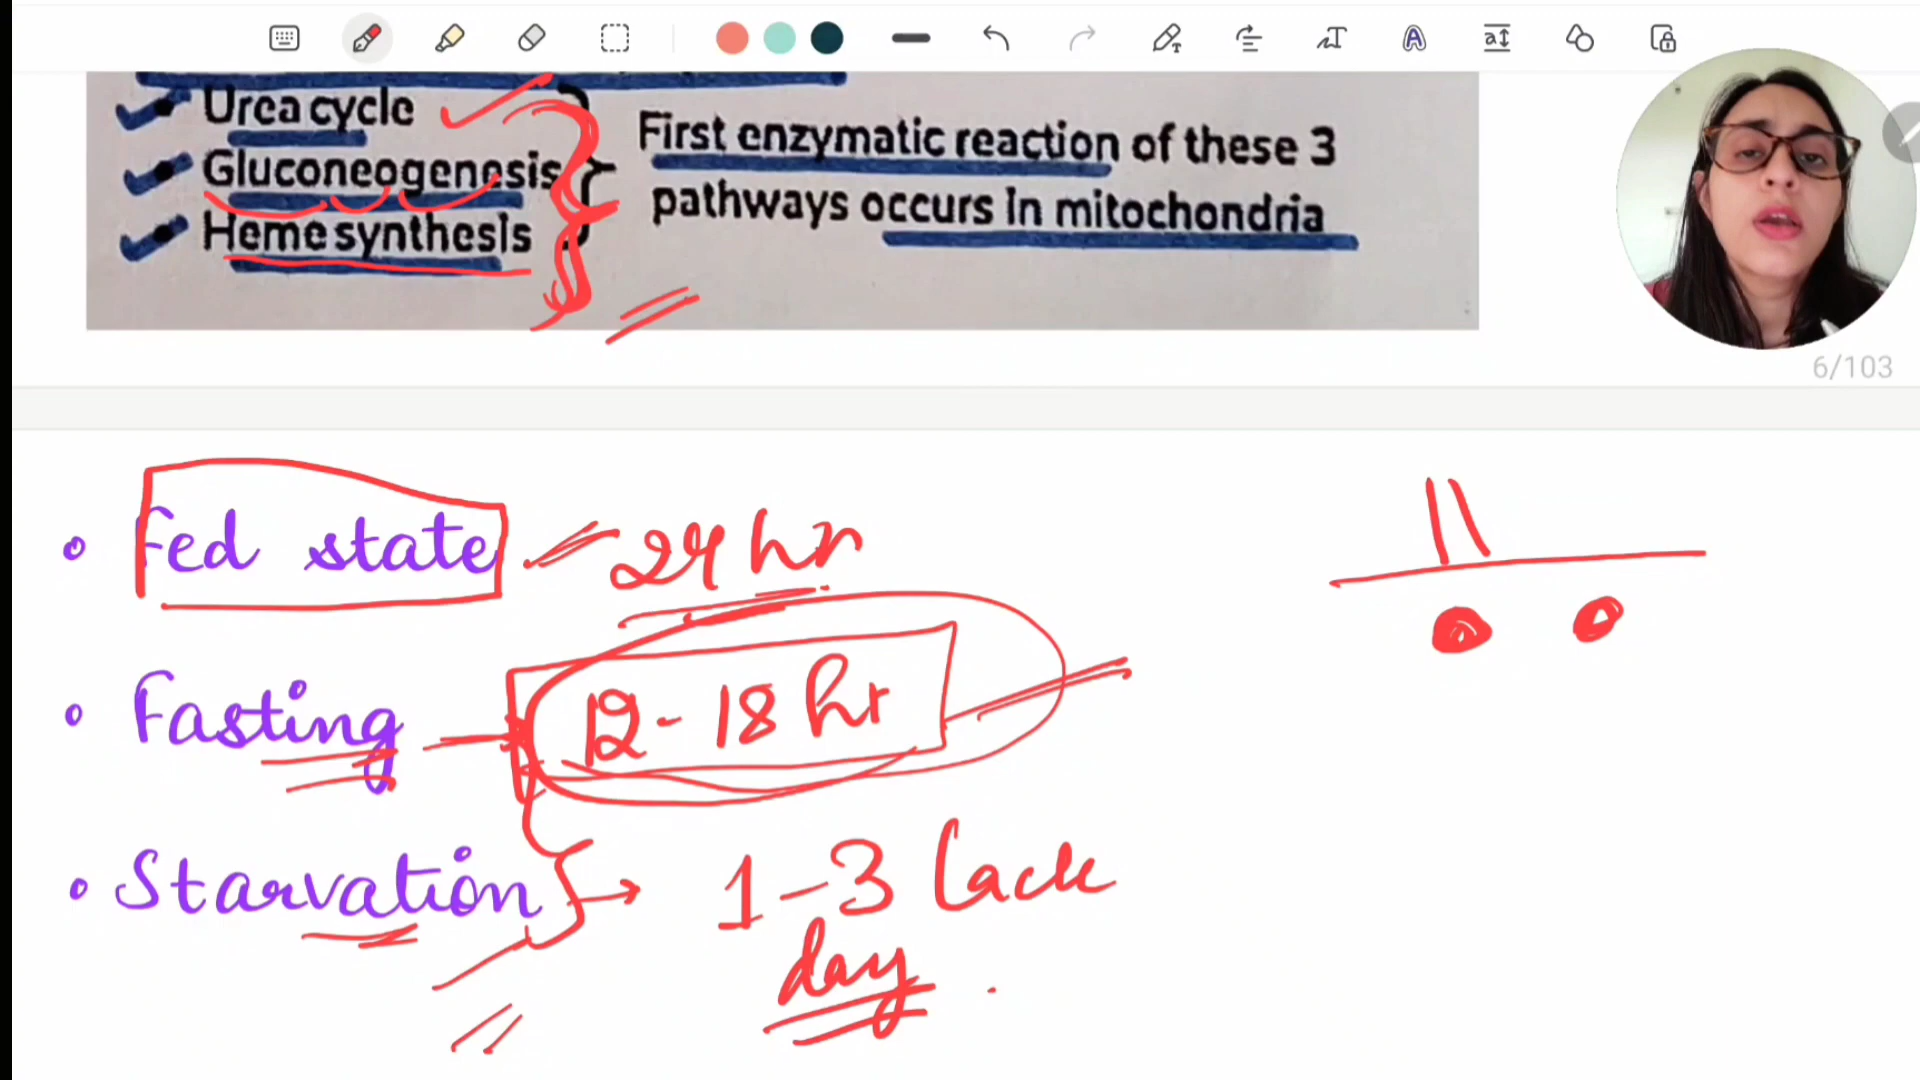 Urea cycle
Gluconeogenesis
Heme synthesis
First enzymatic reaction of these 3
pathways occurs in mitochondria
6/103
Fed state 24 hr
Fasting 12-18 hr
Starvation → 1-3 lack
day